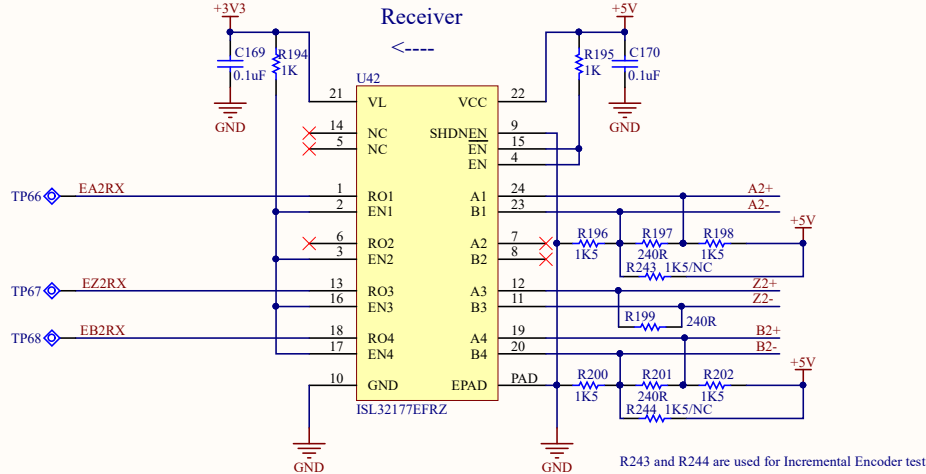 +3V3
Receiver
+5V
<----
C169
0.1uF
R194
1K
R195
1K
C170
0.1uF
GND
GND
U42
21 VL VCC 22
14 NC SHDNEN 9
5 NC EN 15
EN 4
TP66 EA2RX 1 RO1 A1 24 A2+
2 EN1 B1 23 A2-
+5V
6 RO2 A2 7
R196 R197 R198
1K5 240R 1K5
3 EN2 B2 8
R243 1K5/NC
TP67 EZ2RX 13 RO3 A3 12 Z2+
16 EN3 B3 11 Z2-
R199 240R
TP68 EB2RX 18 RO4 A4 19 B2+
17 EN4 B4 20 B2-
+5V
10 GND EPAD PAD
R200 R201 R202
1K5 240R 1K5
R244 1K5/NC
ISL32177EFRZ
GND
GND
R243 and R244 are used for Incremental Encoder test